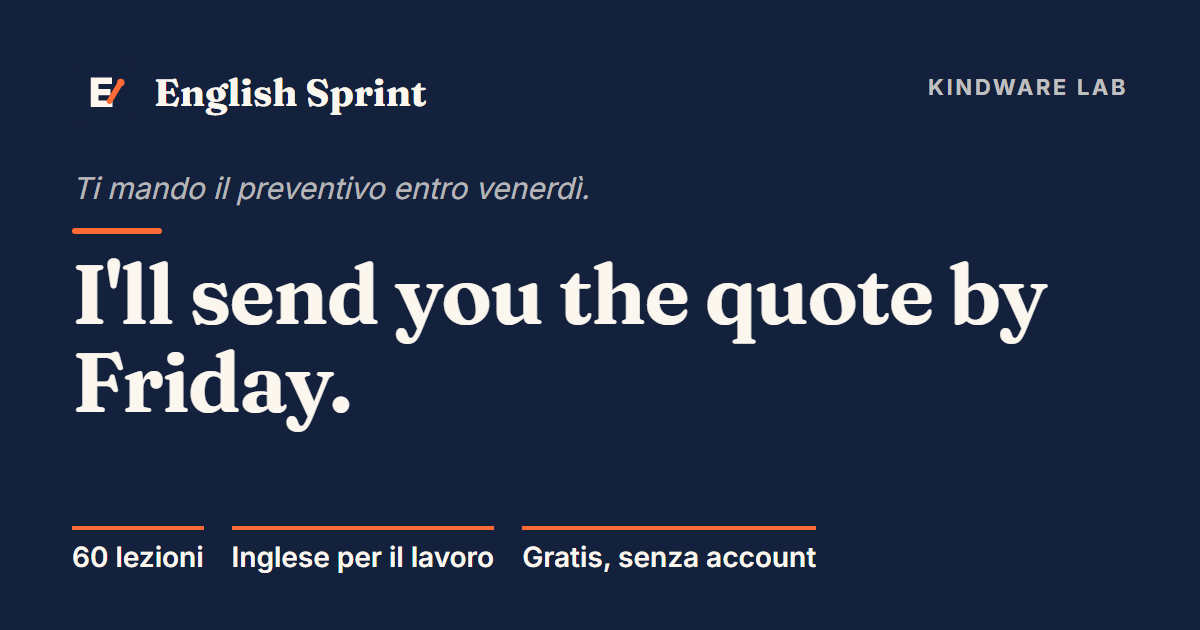 E/ English Sprint
KINDWARE LAB
Ti mando il preventivo entro venerdì.
I'll send you the quote by
Friday.
60 lezioni
Inglese per il lavoro
Gratis, senza account